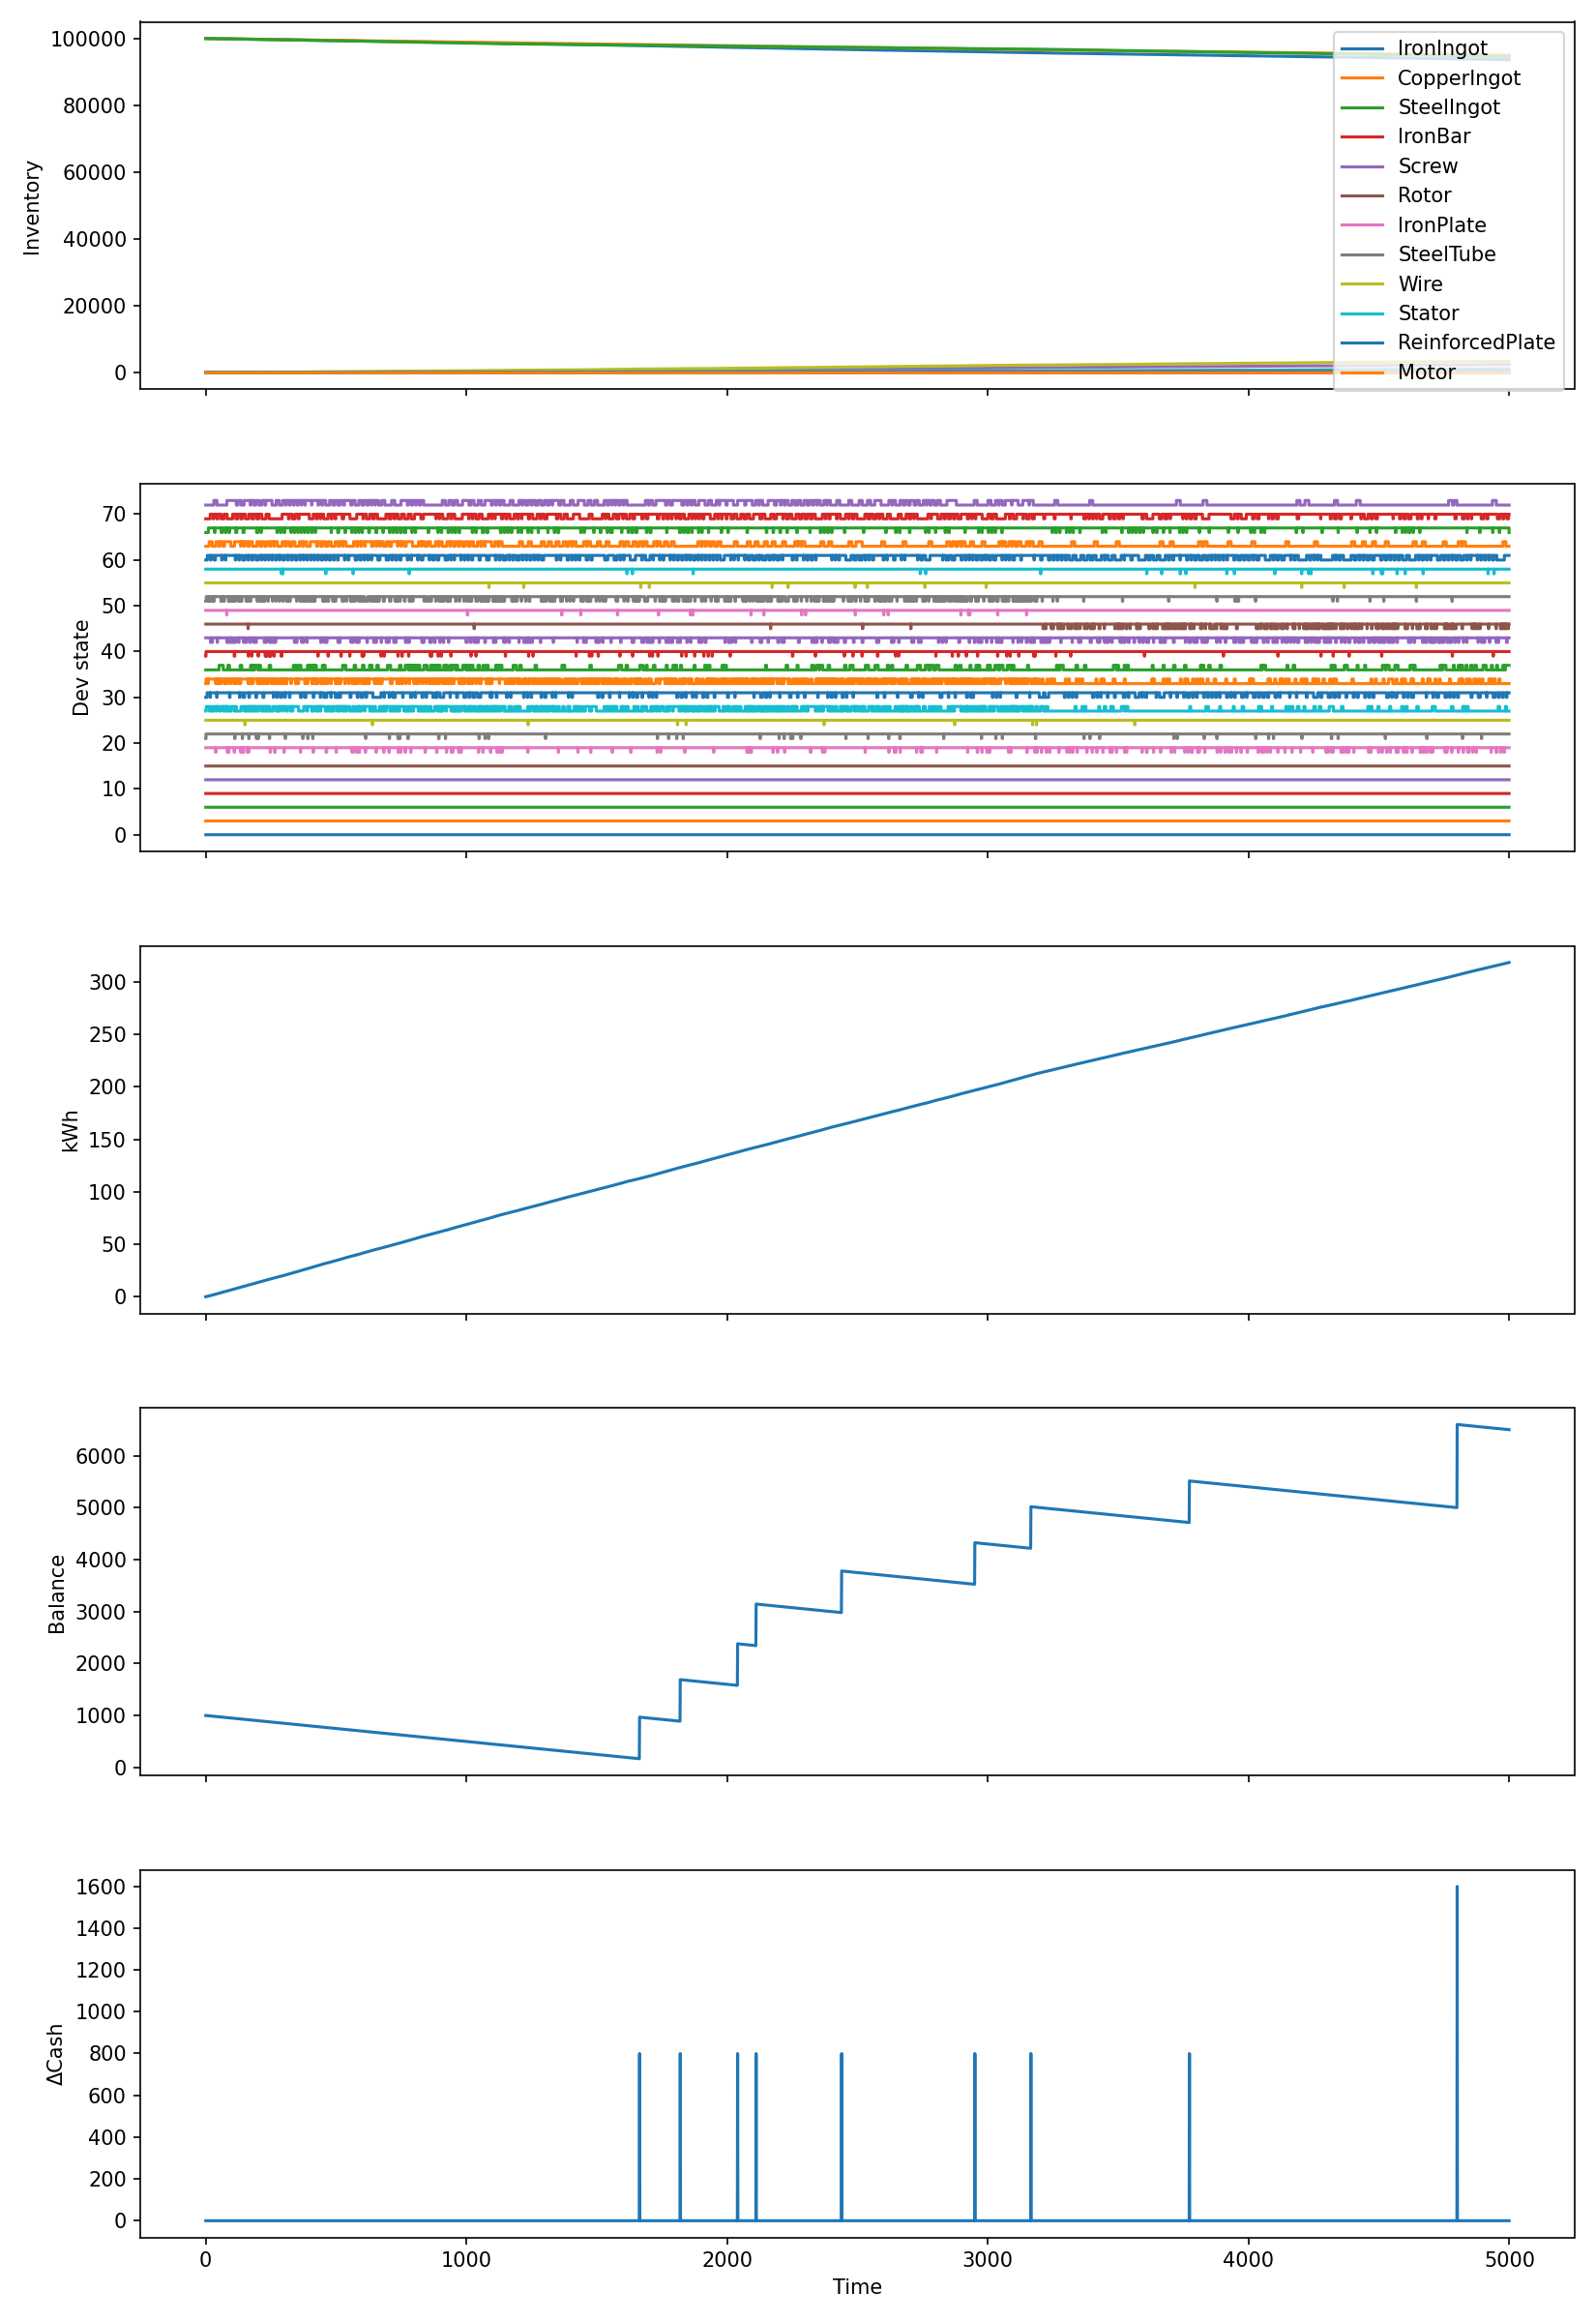 100000
80000
60000
40000
20000
0
Inventory
IronIngot
CopperIngot
SteelIngot
IronBar
Screw
Rotor
IronPlate
SteelTube
Wire
Stator
ReinforcedPlate
Motor
70
60
50
40
30
20
10
0
Dev state
300
250
200
150
100
50
0
kWh
6000
5000
4000
3000
2000
1000
0
Balance
1600
1400
1200
1000
800
600
400
200
0
ΔCash
0 1000 2000 3000 4000 5000
Time